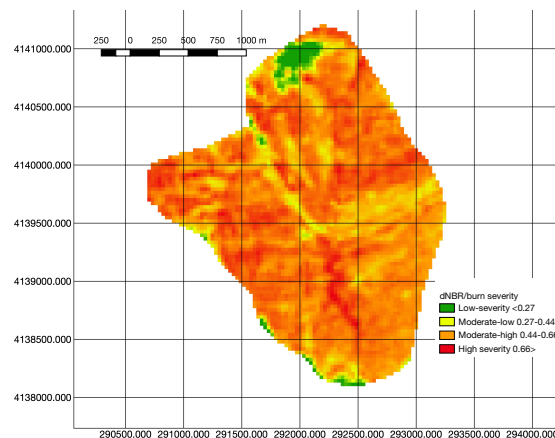 250 0 250 500 750 1000 m
4141000.000
4140500.000
4140000.000
4139500.000
4139000.000
4138500.000
4138000.000
dNBR/burn severity
Low-severity <0.27
Moderate-low 0.27-0.44
Moderate-high 0.44-0.66
High severity 0.66>
290500.000 291000.000 291500.000 292000.000 292500.000 293000.000 293500.000 294000.000